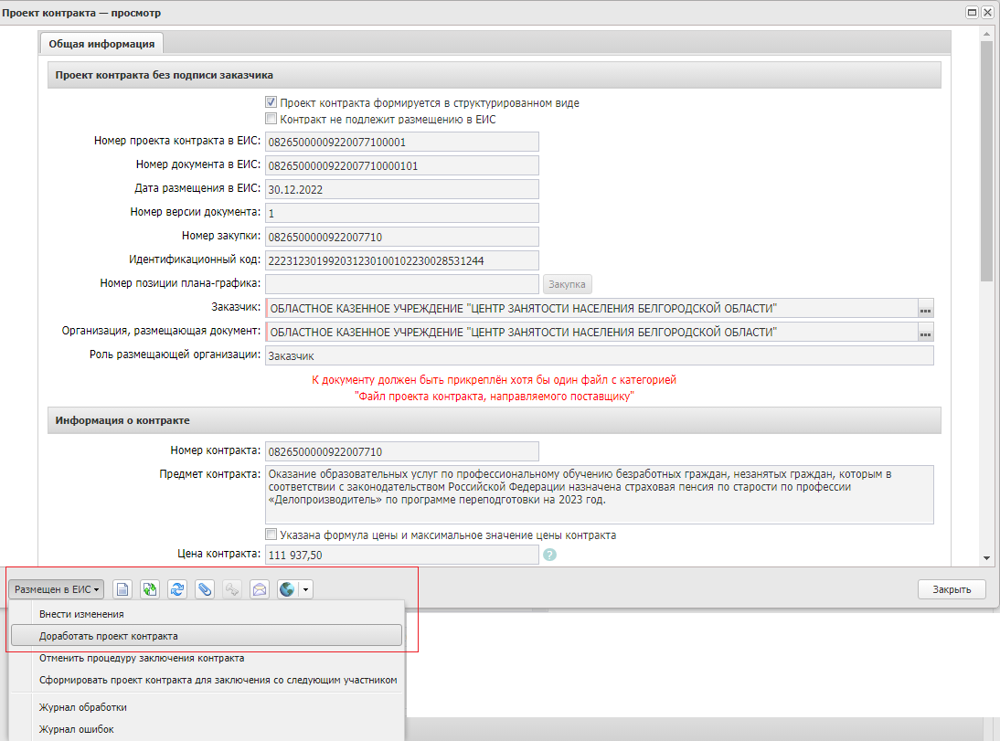 Проект контракта — просмотр
Общая информация
Проект контракта без подписи заказчика
Проект контракта формируется в структурированном виде
Контракт не подлежит размещению в ЕИС
Номер проекта контракта в ЕИС: 08265000009220077100001
Номер документа в ЕИС: 0826500000922007710000101
Дата размещения в ЕИС: 30.12.2022
Номер версии документа: 1
Номер закупки: 0826500000922007710
Идентификационный код: 222312301992031230100102230028531244
Номер позиции плана-графика: Закупка
Заказчик: ОБЛАСТНОЕ КАЗЕННОЕ УЧРЕЖДЕНИЕ "ЦЕНТР ЗАНЯТОСТИ НАСЕЛЕНИЯ БЕЛГОРОДСКОЙ ОБЛАСТИ" ...
Организация, размещающая документ: ОБЛАСТНОЕ КАЗЕННОЕ УЧРЕЖДЕНИЕ "ЦЕНТР ЗАНЯТОСТИ НАСЕЛЕНИЯ БЕЛГОРОДСКОЙ ОБЛАСТИ" ...
Роль размещающей организации: Заказчик
К документу должен быть прикреплён хотя бы один файл с категорией
"Файл проекта контракта, направляемого поставщику"
Информация о контракте
Номер контракта: 0826500000922007710
Предмет контракта: Оказание образовательных услуг по профессиональному обучению безработных граждан, незанятых граждан, которым в
соответствии с законодательством Российской Федерации назначена страховая пенсия по старости по профессии
«Делопроизводитель» по программе переподготовки на 2023 год.
Указана формула цены и максимальное значение цены контракта
Цена контракта: 111 937,50 ?
Размещен в ЕИС Закрыть
Внести изменения
Доработать проект контракта
Отменить процедуру заключения контракта
Сформировать проект контракта для заключения со следующим участником
Журнал обработки
Журнал ошибок